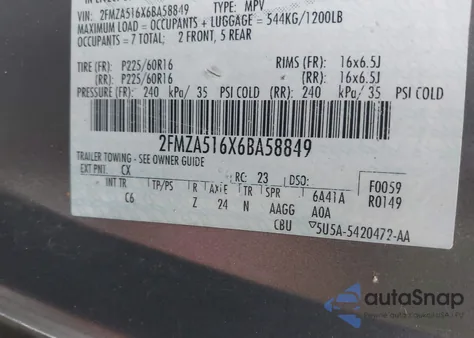 VIN: 2FMZA516X6BA58849 TYPE: MPV
MAXIMUM LOAD = OCCUPANTS + LUGGAGE = 544KG/1200LB
OCCUPANTS = 7 TOTAL; 2 FRONT, 5 REAR
TIRE (FR): P225/60R16 RIMS (FR): 16x6.5J
(RR): P225/60R16 (RR): 16x6.5J
PRESSURE (FR): 240 kPa/ 35 PSI COLD (RR): 240 kPa/ 35 PSI COLD
2FMZA516X6BA58849
TRAILER TOWING - SEE OWNER GUIDE
EXT PNT: CX RC: 23 DSO: F0059
INT TR TP/PS R AXLE TR SPR 6A41A R0149
C6 Z 24 N AAGG A0A
CBU 5U5A-5420472-AA
autoSnap